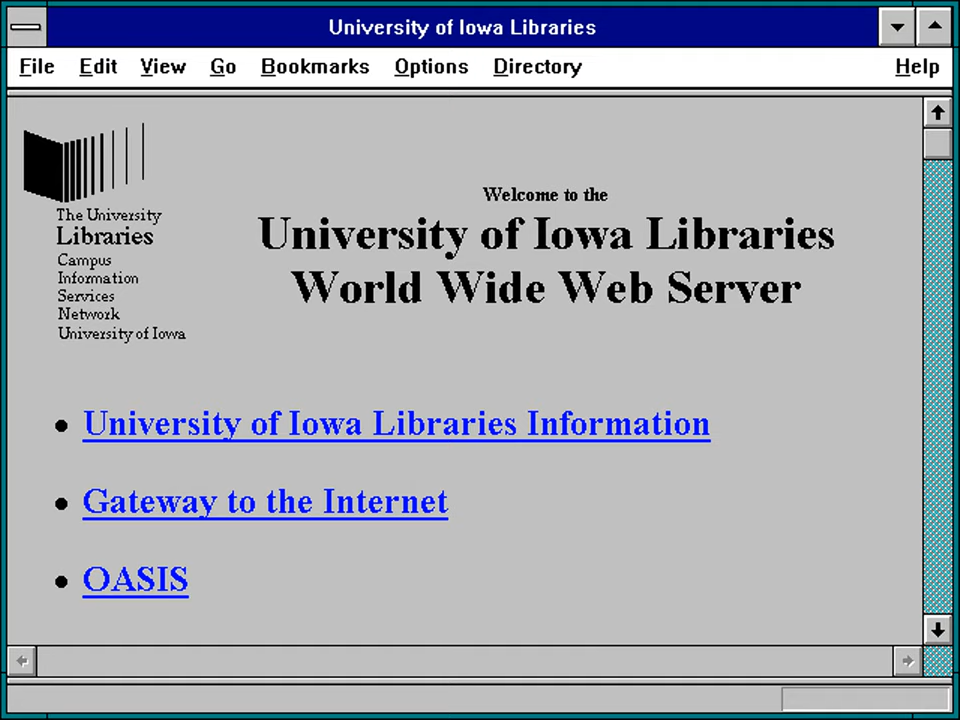 University of Iowa Libraries
File Edit View Go Bookmarks Options Directory Help
The University
Libraries
Campus
Information
Services
Network
University of Iowa
Welcome to the
University of Iowa Libraries
World Wide Web Server
University of Iowa Libraries Information
Gateway to the Internet
OASIS